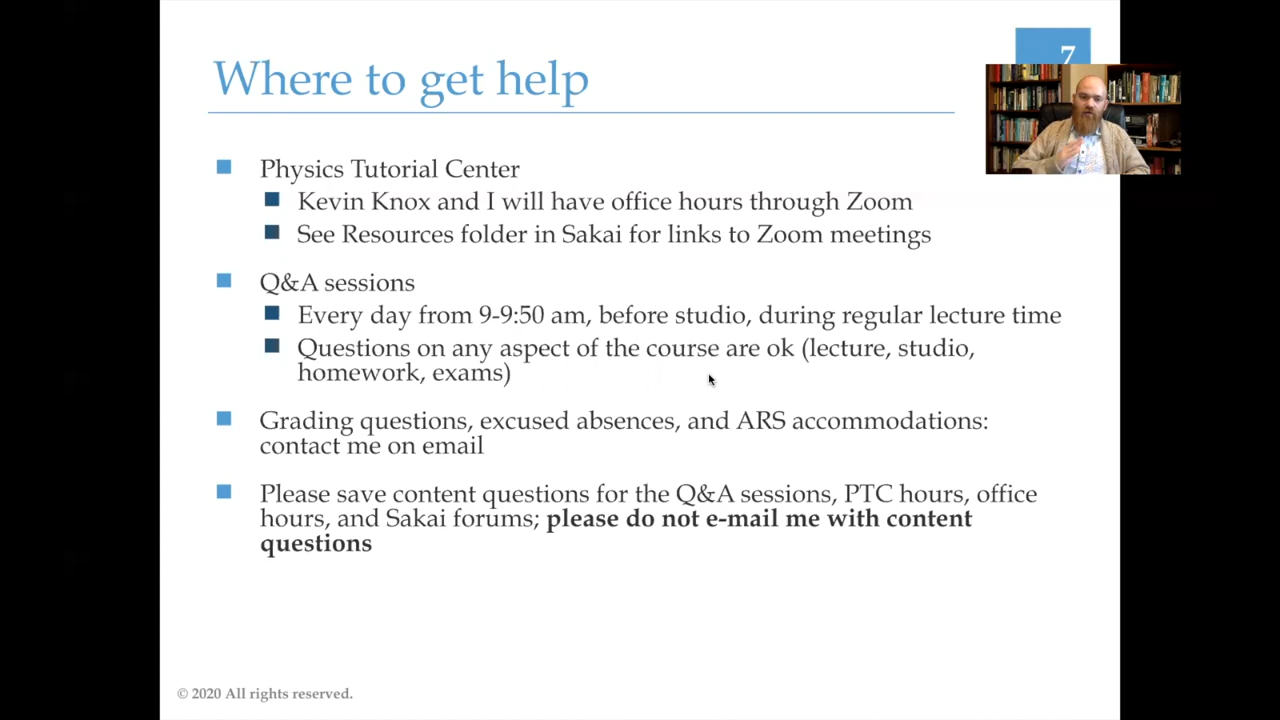 7
Where to get help
Physics Tutorial Center
Kevin Knox and I will have office hours through Zoom
See Resources folder in Sakai for links to Zoom meetings
Q&A sessions
Every day from 9-9:50 am, before studio, during regular lecture time
Questions on any aspect of the course are ok (lecture, studio,
homework, exams)
Grading questions, excused absences, and ARS accommodations:
contact me on email
Please save content questions for the Q&A sessions, PTC hours, office
hours, and Sakai forums; please do not e-mail me with content
questions
© 2020 All rights reserved.